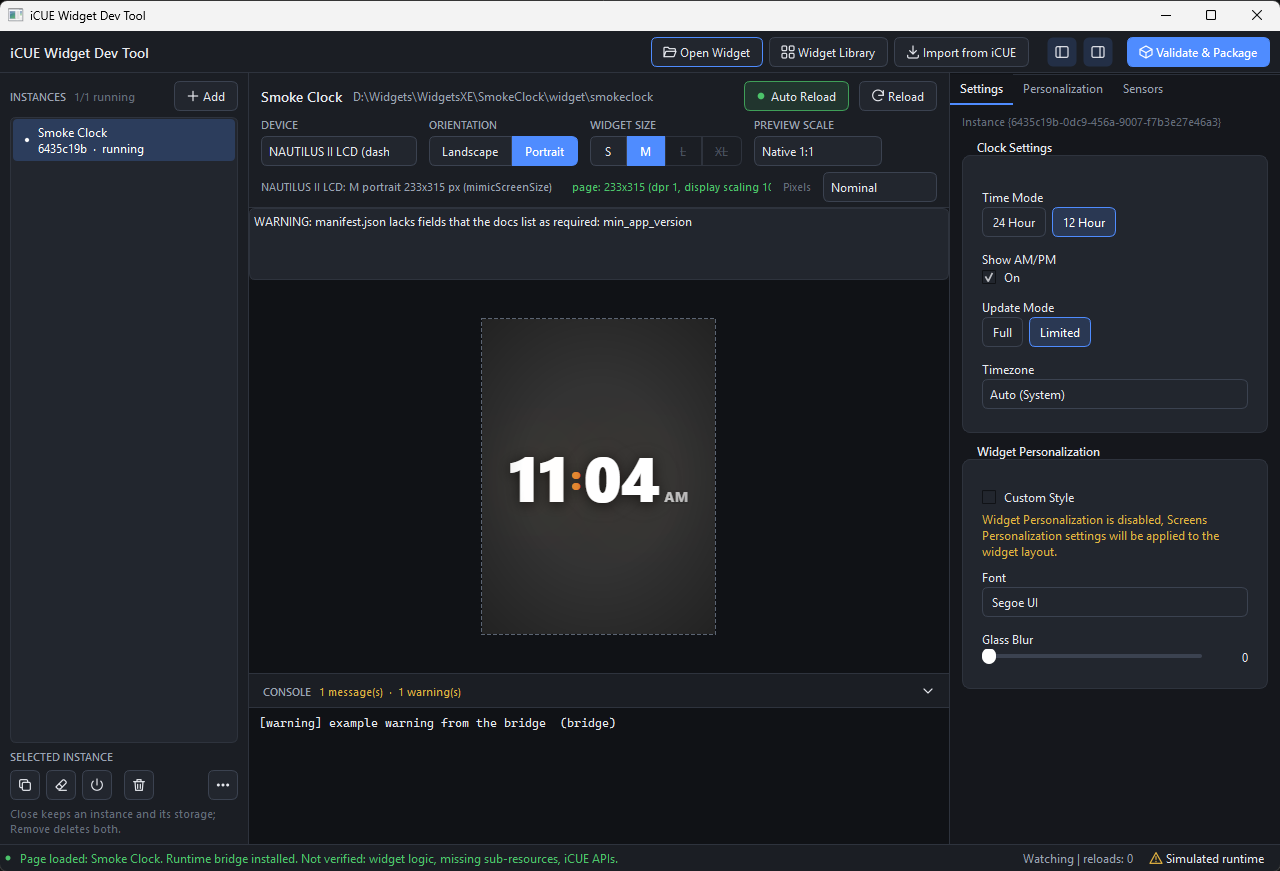 iCUE Widget Dev Tool
iCUE Widget Dev Tool
Open Widget
Widget Library
Import from iCUE
Validate & Package
INSTANCES 1/1 running
Add
Smoke Clock
6435c19b · running
SELECTED INSTANCE
Close keeps an instance and its storage;
Remove deletes both.
Smoke Clock D:\Widgets\WidgetsXE\SmokeClock\widget\smokeclock
Auto Reload
Reload
DEVICE ORIENTATION WIDGET SIZE PREVIEW SCALE
NAUTILUS II LCD (dash Landscape Portrait S M L XL Native 1:1
NAUTILUS II LCD: M portrait 233x315 px (mimicScreenSize) page: 233x315 (dpr 1, display scaling 10 Pixels Nominal
WARNING: manifest.json lacks fields that the docs list as required: min_app_version
11:04 AM
CONSOLE 1 message(s) · 1 warning(s)
[warning] example warning from the bridge (bridge)
Settings Personalization Sensors
Instance {6435c19b-0dc9-456a-9007-f7b3e27e46a3}
Clock Settings
Time Mode
24 Hour 12 Hour
Show AM/PM
On
Update Mode
Full Limited
Timezone
Auto (System)
Widget Personalization
Custom Style
Widget Personalization is disabled, Screens
Personalization settings will be applied to the
widget layout.
Font
Segoe UI
Glass Blur
0
Page loaded: Smoke Clock. Runtime bridge installed. Not verified: widget logic, missing sub-resources, iCUE APIs.
Watching | reloads: 0
Simulated runtime